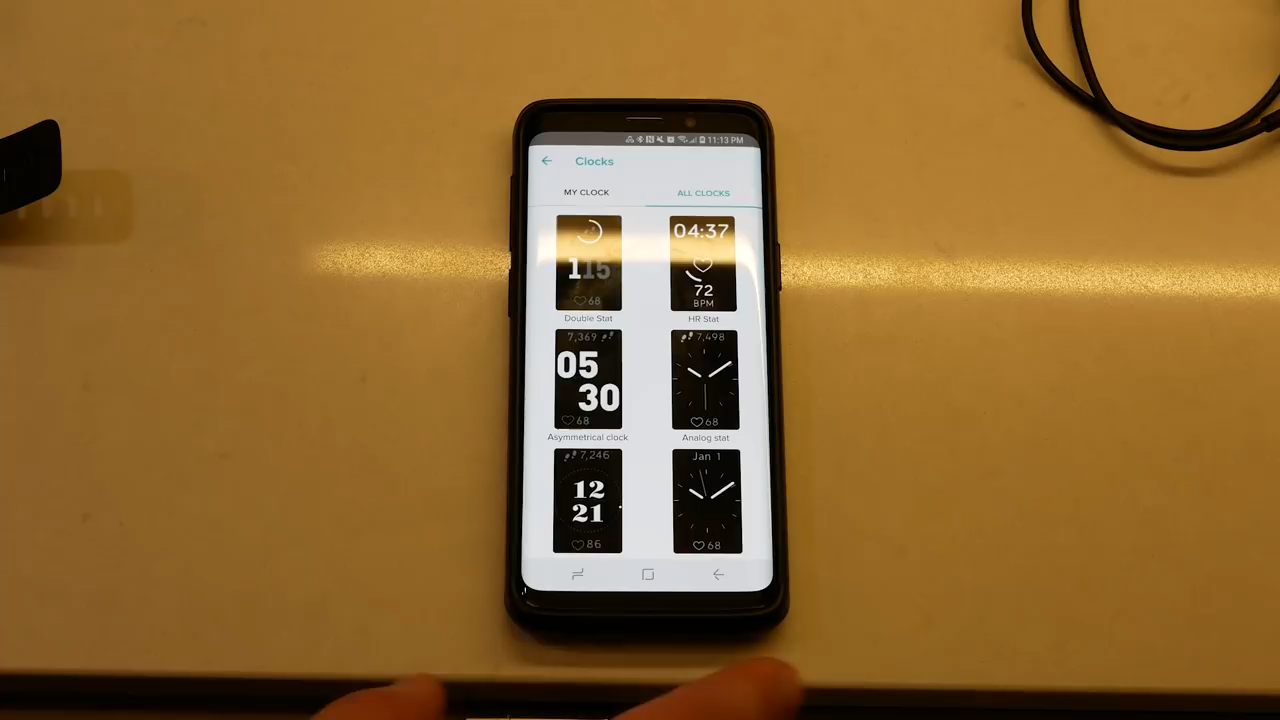 11:13 PM
Clocks
MY CLOCK
ALL CLOCKS
115
68
Double Stat
04:37
72
BPM
HR Stat
7,369
05
30
68
Asymmetrical clock
7,498
68
Analog stat
7,246
12
21
86
Jan 1
68